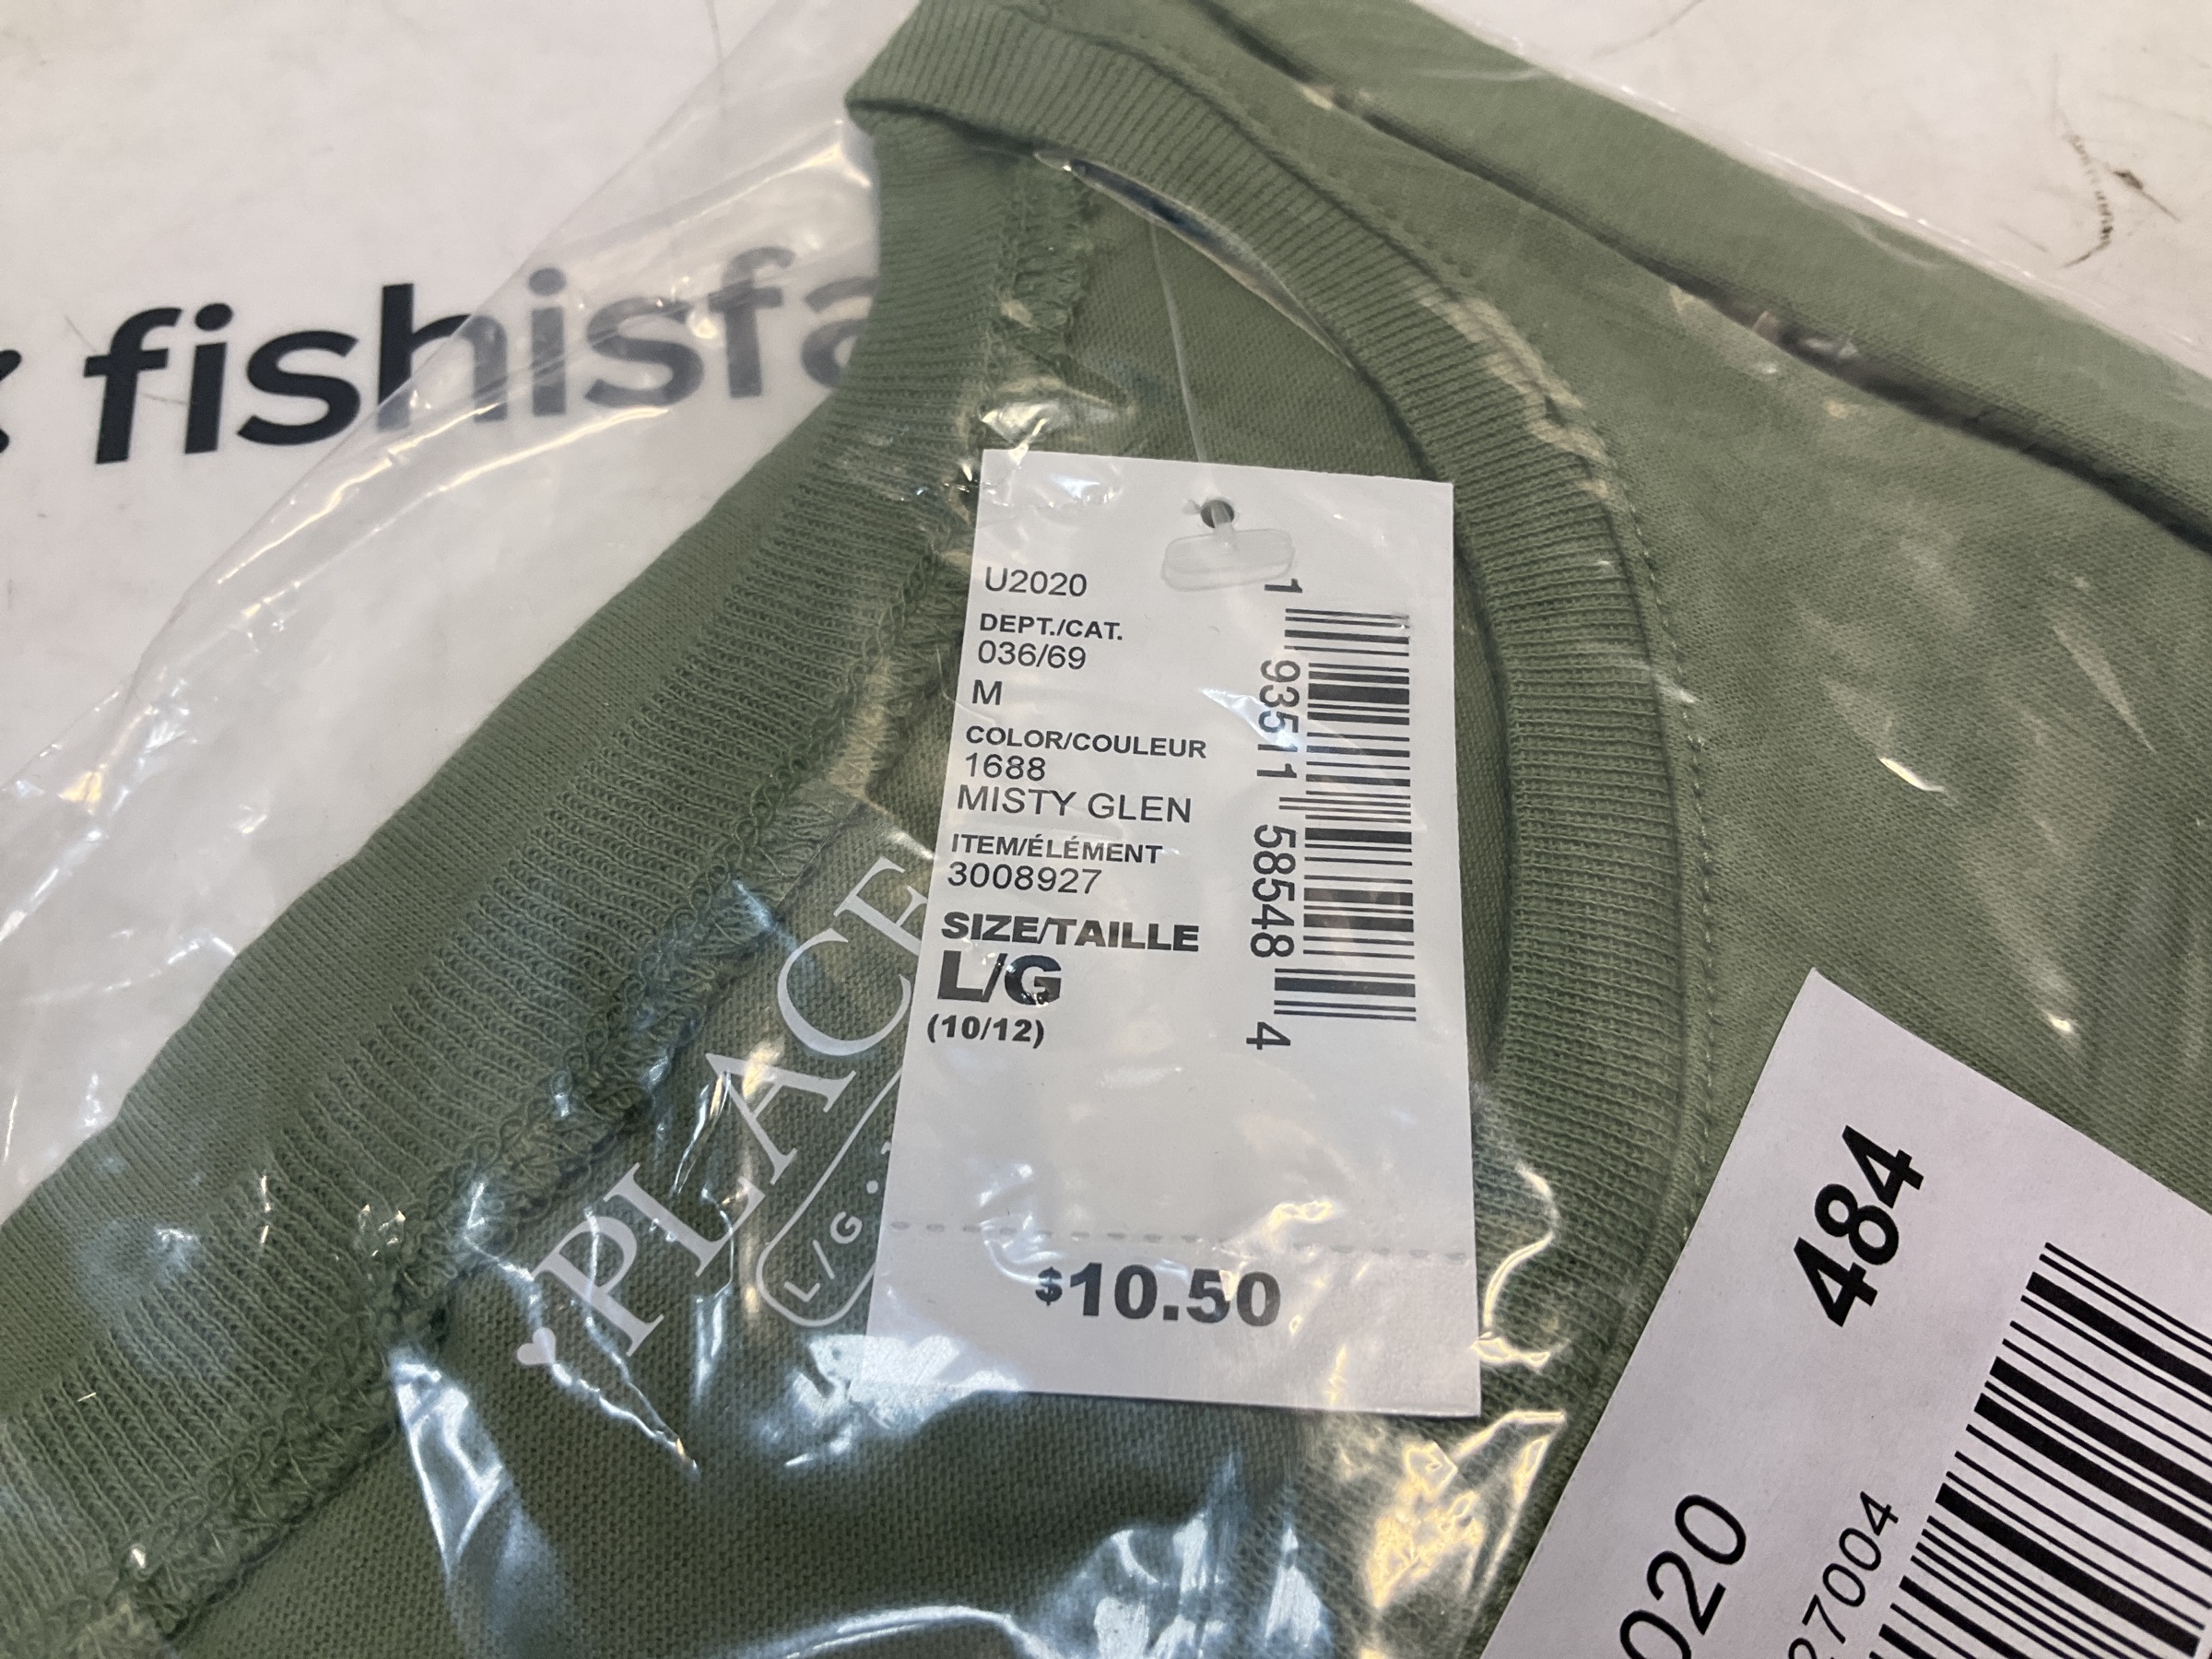 fishisfa
U2020
DEPT./CAT.
036/69
M
COLOR/COULEUR
1688
MISTY GLEN
ITEM/ÉLÉMENT
3008927
SIZE/TAILLE
L/G
(10/12)
1 93511 58548 4
$10.50
PLACE
L/G
484
020
27004